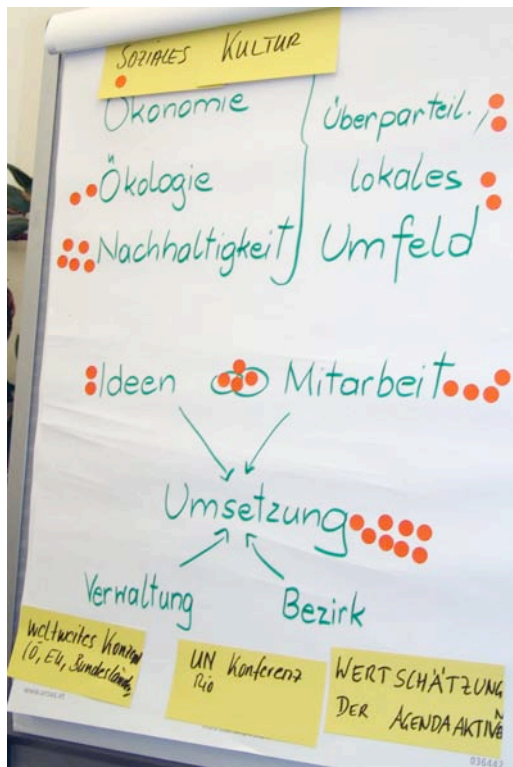 SOZIALES KULTUR
Ökonomie
Überparteil.,
Ökologie
lokales
Nachhaltigkeit
Umfeld
Ideen
Mitarbeit
Umsetzung
Verwaltung
Bezirk
weltweites
(Ö, EU, Bundesländer
UN Konferenz
Rio
WERTSCHÄTZUNG
DER AGENDAAKTIVEN
036442